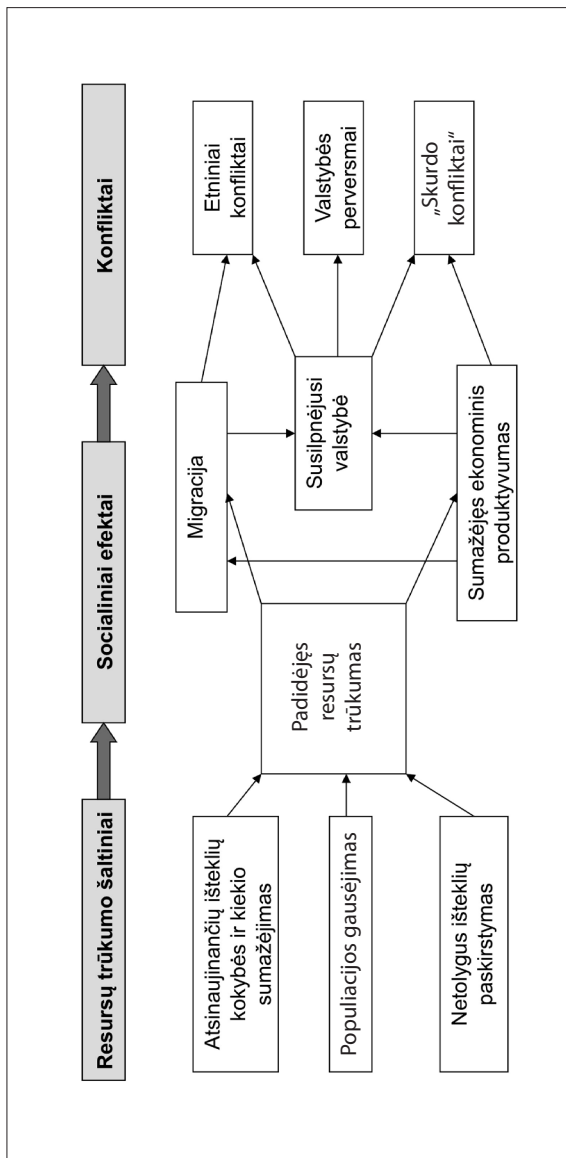 Resursų trūkumo šaltiniai
Socialiniai efektai
Konfliktai
Atsinaujinančių išteklių
kokybės ir kiekio
sumažėjimas
Populiacijos gausėjimas
Netolygus išteklių
paskirstymas
Padidėjęs
resursų
trūkumas
Migracija
Susilpnėjusi
valstybė
Sumažėjęs ekonominis
produktyvumas
Etniniai
konfliktai
Valstybės
perversmai
„Skurdo
konfliktai“